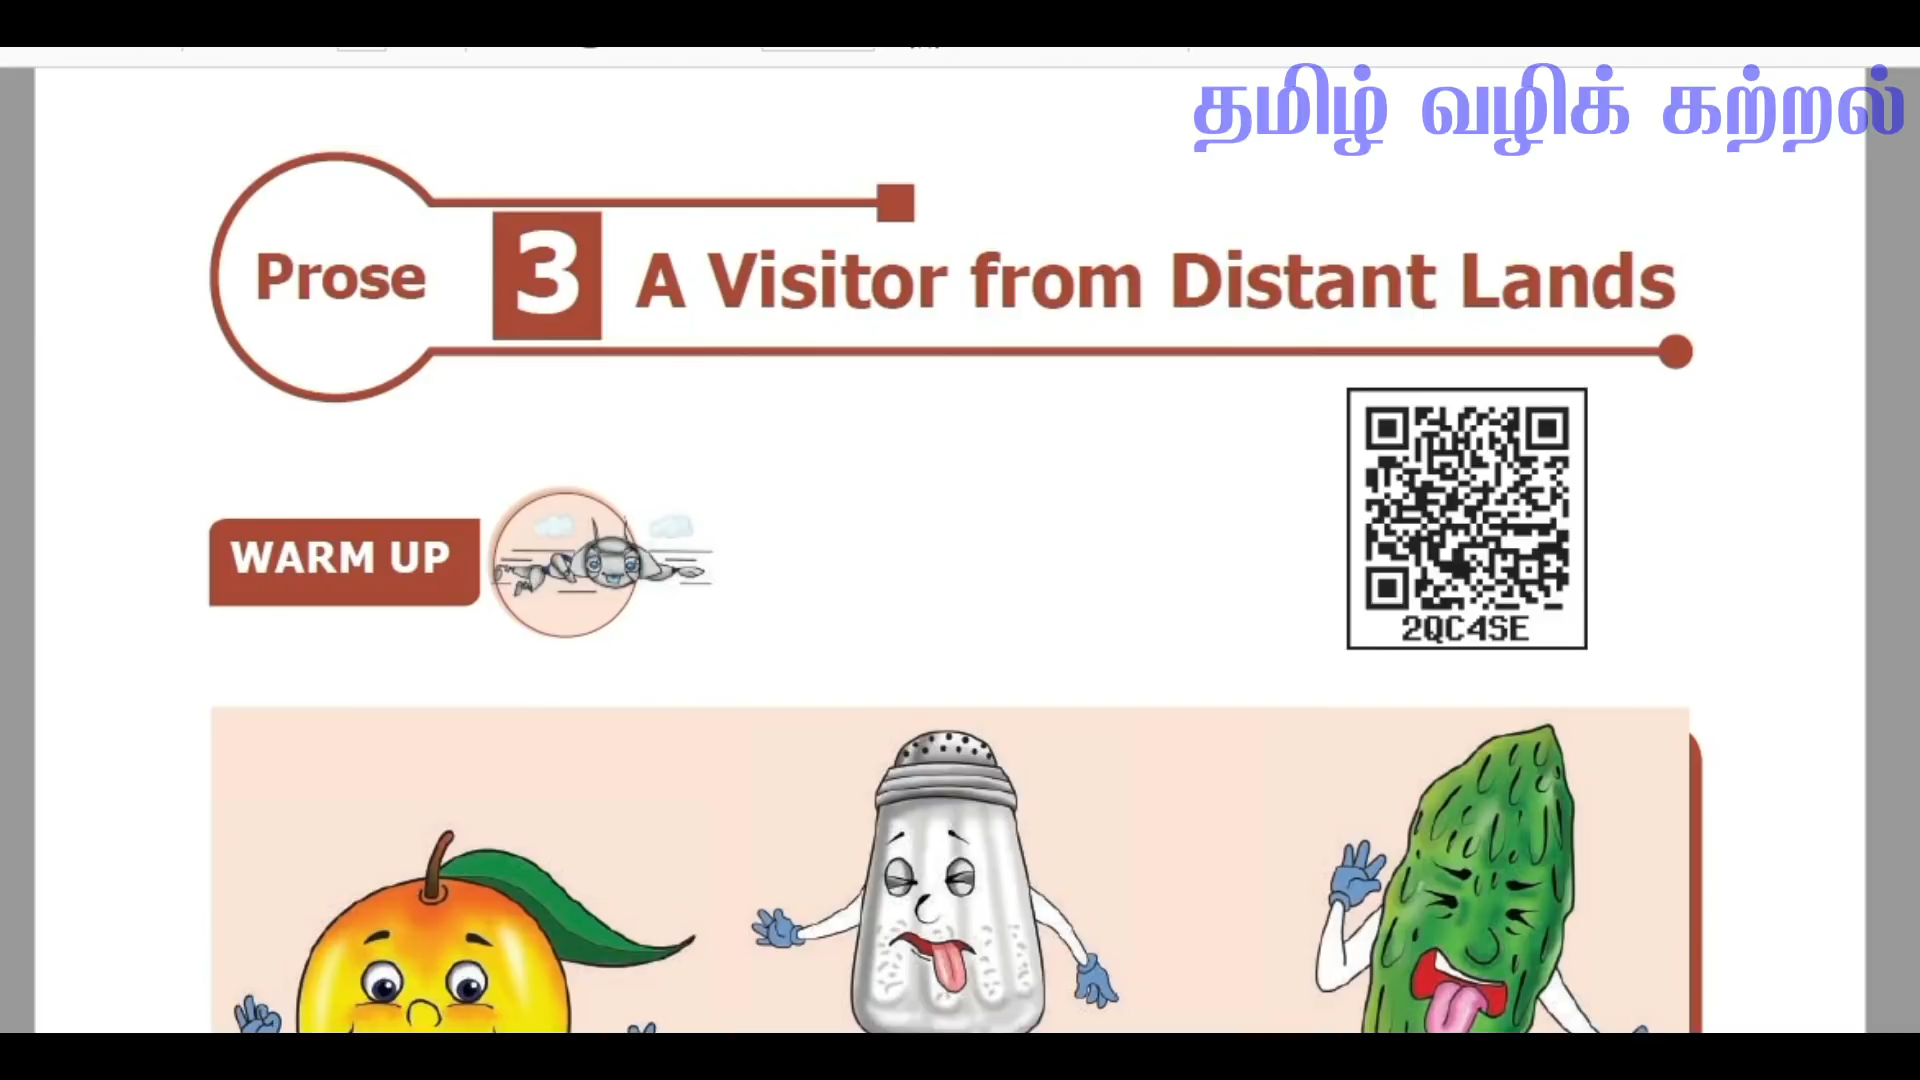 தமிழ் வழிக் கற்றல்
Prose 3 A Visitor from Distant Lands
WARM UP
2QC4SE